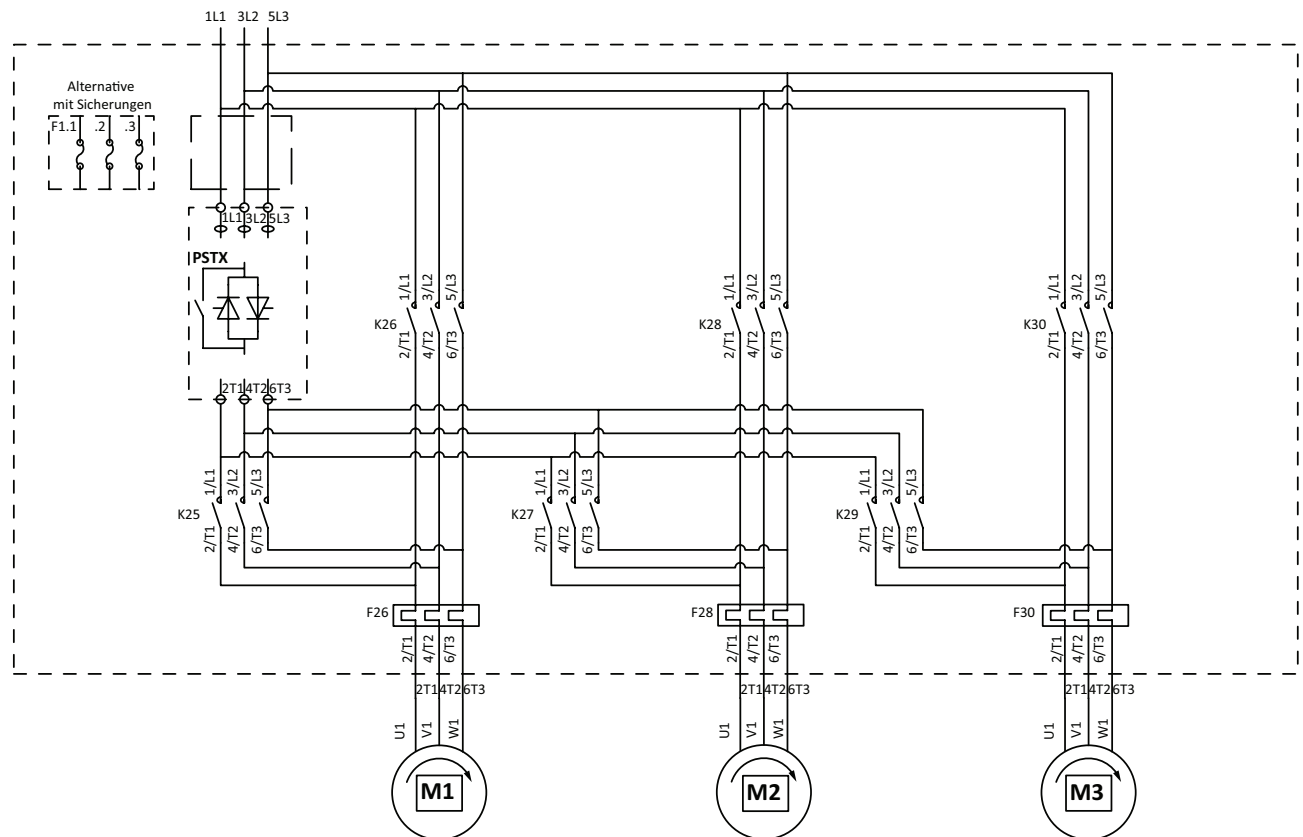 1L1 3L2 5L3
Alternative
mit Sicherungen
F1.1 .2 .3
1L1 3L2 5L3
PSTX
1/L1 3/L2 5/L3
K26
2/T1 4/T2 6/T3
1/L1 3/L2 5/L3
K28
2/T1 4/T2 6/T3
1/L1 3/L2 5/L3
K30
2/T1 4/T2 6/T3
2T1 4T2 6T3
1/L1 3/L2 5/L3
K25
2/T1 4/T2 6/T3
1/L1 3/L2 5/L3
K27
2/T1 4/T2 6/T3
1/L1 3/L2 5/L3
K29
2/T1 4/T2 6/T3
F26
2/T1 4/T2 6/T3
F28
2/T1 4/T2 6/T3
F30
2/T1 4/T2 6/T3
2T1 4T2 6T3
2T1 4T2 6T3
2T1 4T2 6T3
U1 V1 W1
U1 V1 W1
U1 V1 W1
M1
M2
M3